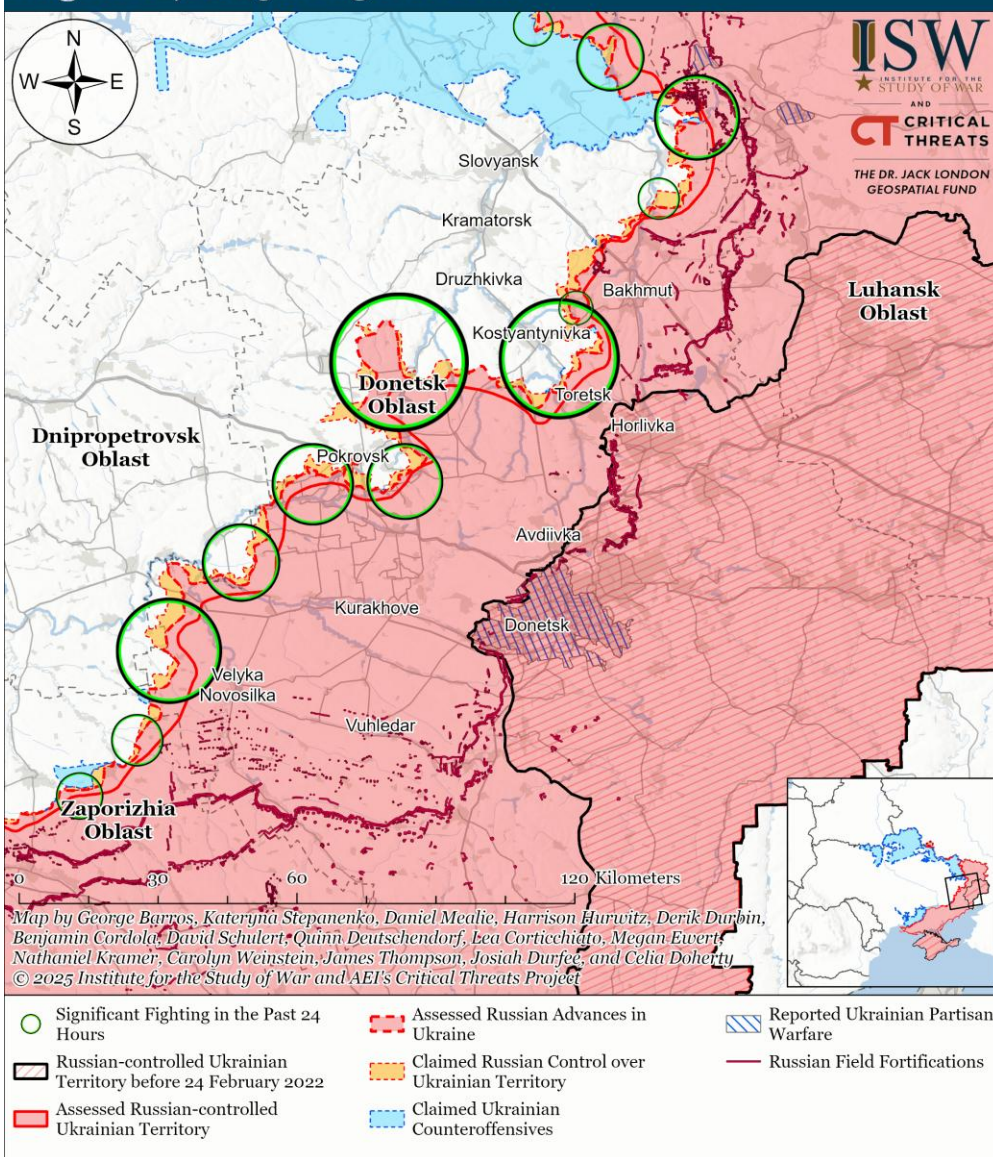 N
W E
S
ISW
INSTITUTE FOR THE
STUDY OF WAR
AND
CT CRITICAL
THREATS
THE DR. JACK LONDON
GEOSPATIAL FUND
Slovyansk
Kramatorsk
Druzhkivka
Bakhmut
Luhansk
Oblast
Kostyantynivka
Donetsk
Oblast
Toretsk
Horlivka
Dnipropetrovsk
Oblast
Pokrovsk
Avdiivka
Kurakhove
Donetsk
Velyka
Novosilka
Vuhledar
Zaporizhia
Oblast
0 30 60 120 Kilometers
Map by George Barros, Kateryna Stepanenko, Daniel Mealie, Harrison Hurwitz, Derik Durbin,
Benjamin Cordola, David Schulert, Quinn Deutschendorf, Lea Corticchiato, Megan Ewert,
Nathaniel Kramer, Carolyn Weinstein, James Thompson, Josiah Durfee, and Celia Doherty
© 2025 Institute for the Study of War and AEI's Critical Threats Project
Significant Fighting in the Past 24
Hours
Russian-controlled Ukrainian
Territory before 24 February 2022
Assessed Russian-controlled
Ukrainian Territory
Assessed Russian Advances in
Ukraine
Claimed Russian Control over
Ukrainian Territory
Claimed Ukrainian
Counteroffensives
Reported Ukrainian Partisan
Warfare
Russian Field Fortifications